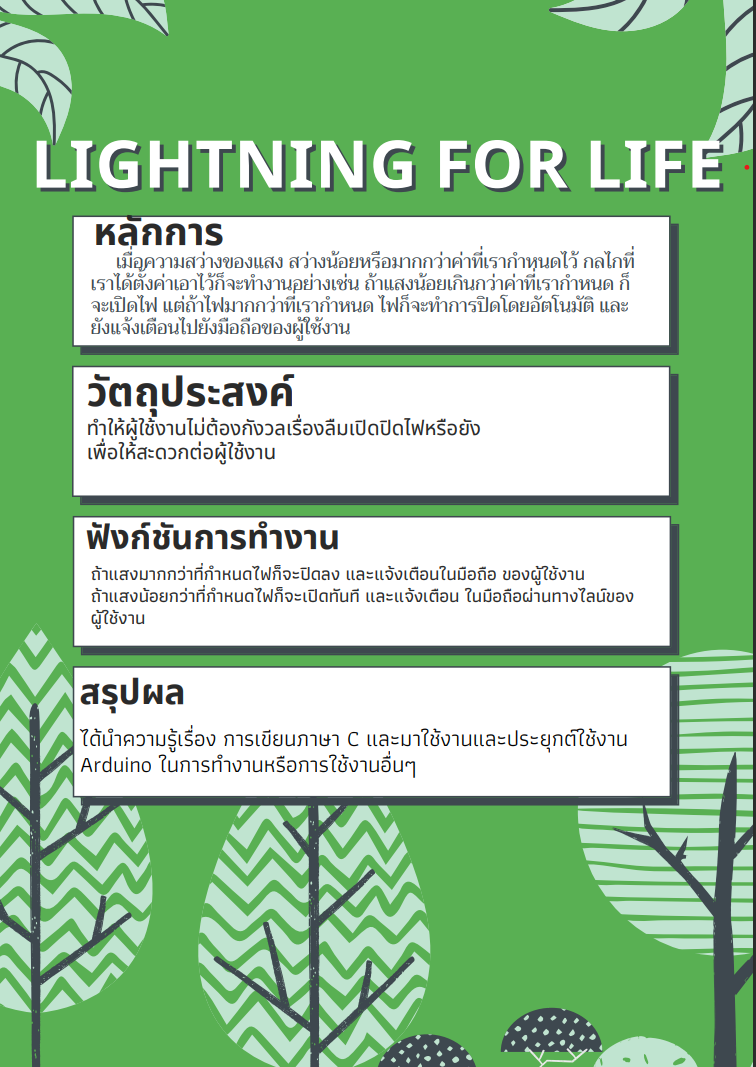 LIGHTNING FOR LIFE
หลักการ
เมื่อความสว่างของแสง สว่างน้อยหรือมากกว่าค่าที่เรากำหนดไว้ กลไกที่
เราได้ตั้งค่าเอาไว้ก็จะทำงานอย่างเช่น ถ้าแสงน้อยเกินกว่าค่าที่เรากำหนด ก็
จะเปิดไฟ แต่ถ้าไฟมากกว่าที่เรากำหนด ไฟก็จะทำการปิดโดยอัตโนมัติ และ
ยังแจ้งเตือนไปยังมือถือของผู้ใช้งาน
วัตถุประสงค์
ทำให้ผู้ใช้งานไม่ต้องกังวลเรื่องลืมเปิดปิดไฟหรือยัง
เพื่อให้สะดวกต่อผู้ใช้งาน
ฟังก์ชันการทำงาน
ถ้าแสงมากกว่าที่กำหนดไฟก็จะปิดลง และแจ้งเตือนในมือถือ ของผู้ใช้งาน
ถ้าแสงน้อยกว่าที่กำหนดไฟก็จะเปิดทันที และแจ้งเตือน ในมือถือผ่านทางไลน์ของ
ผู้ใช้งาน
สรุปผล
ได้นำความรู้เรื่อง การเขียนภาษา C และมาใช้งานและประยุกต์ใช้งาน
Arduino ในการทำงานหรือการใช้งานอื่นๆ